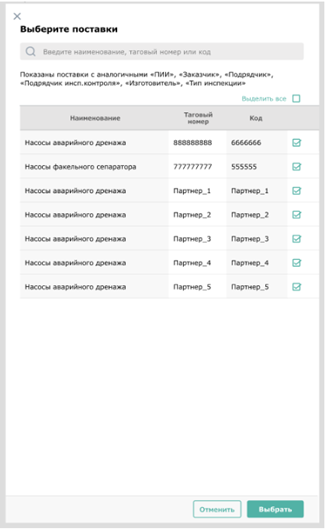 Выберите поставки
Введите наименование, таговый номер или код
Показаны поставки с аналогичными «ПИИ», «Заказчик», «Подрядчик»,
«Подрядчик инсп.контроля», «Изготовитель», «Тип инспекции»
Выделить все
Наименование Таговый номер Код
Насосы аварийного дренажа 888888888 6666666
Насосы факельного сепаратора 777777777 555555
Насосы аварийного дренажа Партнер_1 Партнер_1
Насосы аварийного дренажа Партнер_2 Партнер_2
Насосы аварийного дренажа Партнер_3 Партнер_3
Насосы аварийного дренажа Партнер_4 Партнер_4
Насосы аварийного дренажа Партнер_5 Партнер_5
Отменить Выбрать